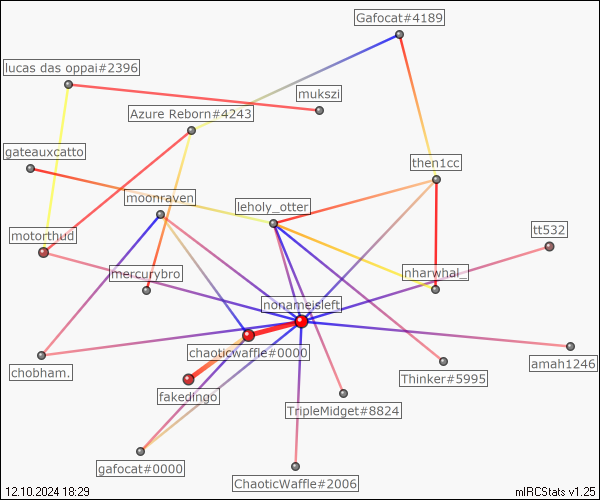 Gafocat#4189
lucas das oppai#2396
mukszi
Azure Reborn#4243
gateauxcatto
then1cc
moonraven
leholy_otter
motorthud
tt532
mercurybro
nharwhal_
nonameisleft
chaoticwaffle#0000
chobham.
amah1246
Thinker#5995
fakedingo
TripleMidget#8824
gafocat#0000
ChaoticWaffle#2006
12.10.2024 18:29
mIRCStats v1.25